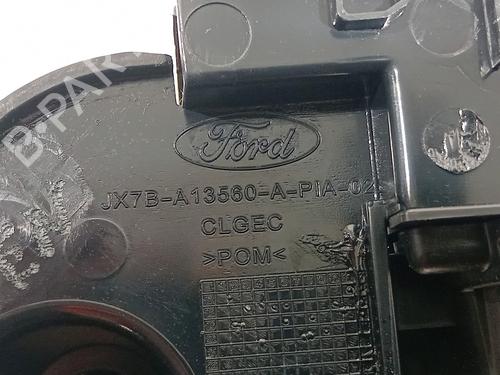 Ford
JX7B-A13560-A-PIA-02
CLGEC
>POM<
B-PART